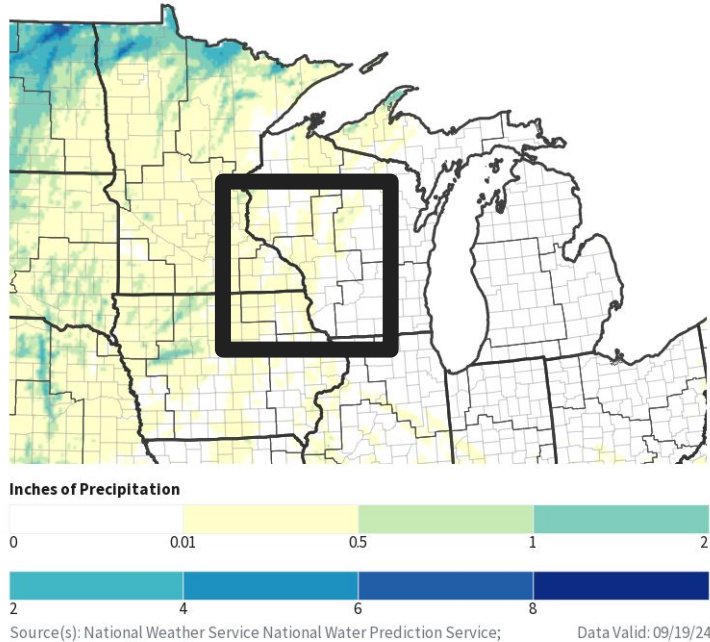 Inches of Precipitation
0 0.01 0.5 1 2
2 4 6 8
Source(s): National Weather Service National Water Prediction Service; Data Valid: 09/19/24